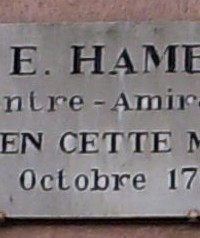 E. HAME
ntre-Amir
EN CETTE M
Octobre 17